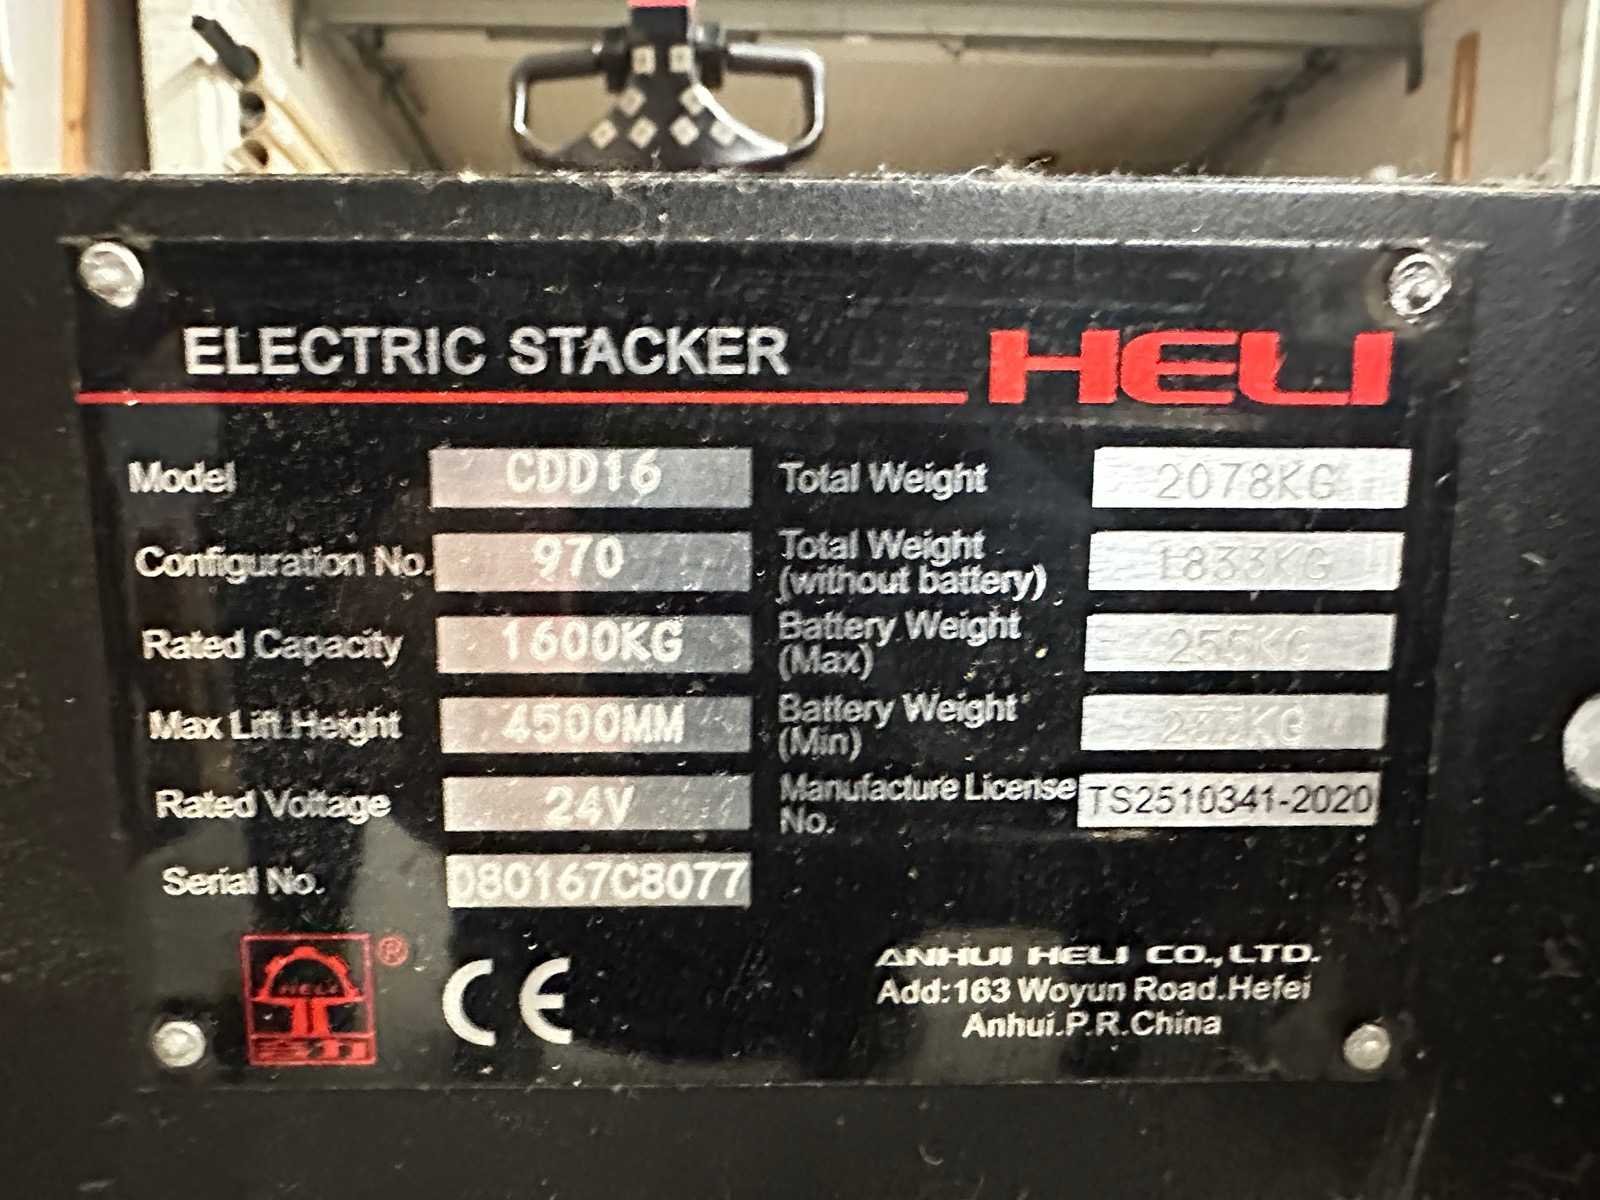 ELECTRIC STACKER HELI
Model CDD16
Configuration No. 970
Rated Capacity 1600KG
Max Lift Height 4500MM
Rated Voltage 24V
Serial No. 080167C8077
Total Weight 2078KG
Total Weight 1833KG
(without battery)
Battery Weight 255KG
(Max)
Battery Weight
(Min)
Manufacture License TS2510341-2020
No.
HELI
®
CE
ANHUI HELI CO., LTD.
Add:163 Woyun Road.Hefei
Anhui.P.R.China